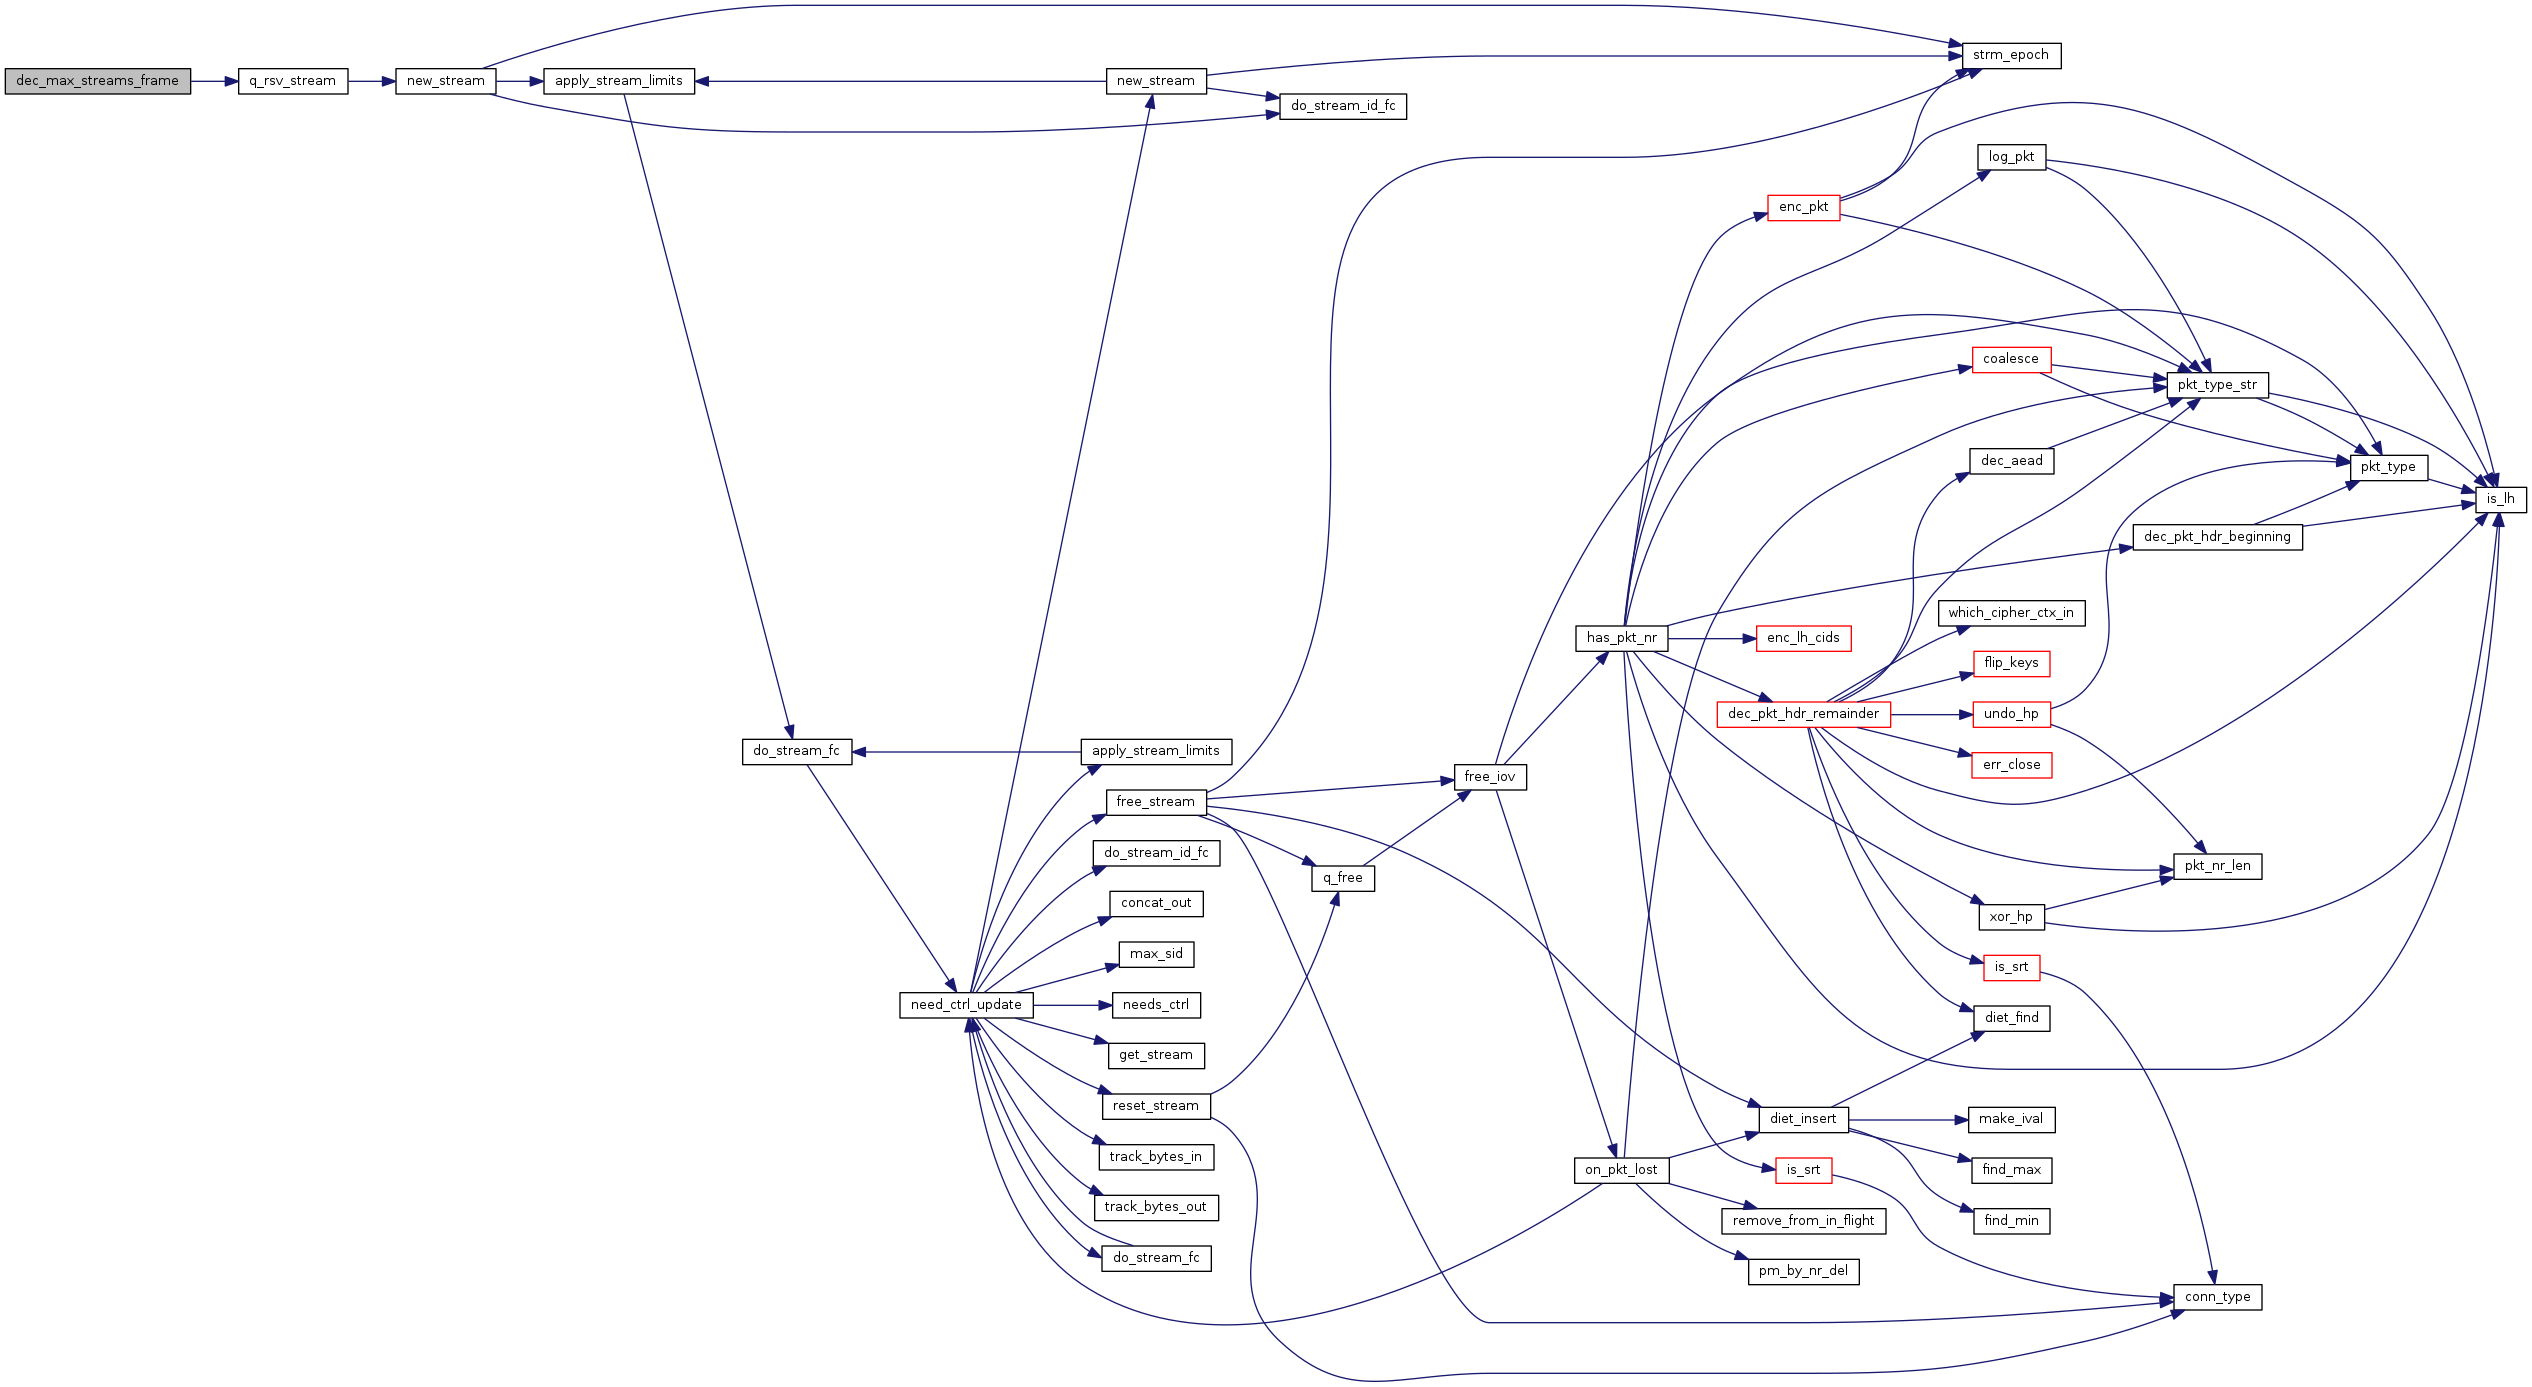 dec_max_streams_frame
q_rsv_stream
new_stream
apply_stream_limits
new_stream
do_stream_id_fc
strm_epoch
log_pkt
enc_pkt
coalesce
pkt_type_str
dec_aead
pkt_type
is_lh
dec_pkt_hdr_beginning
which_cipher_ctx_in
has_pkt_nr
enc_lh_cids
flip_keys
dec_pkt_hdr_remainder
undo_hp
do_stream_fc
apply_stream_limits
err_close
free_iov
free_stream
do_stream_id_fc
q_free
pkt_nr_len
concat_out
xor_hp
max_sid
is_srt
need_ctrl_update
needs_ctrl
diet_find
get_stream
reset_stream
diet_insert
make_ival
track_bytes_in
on_pkt_lost
is_srt
find_max
track_bytes_out
remove_from_in_flight
find_min
do_stream_fc
pm_by_nr_del
conn_type